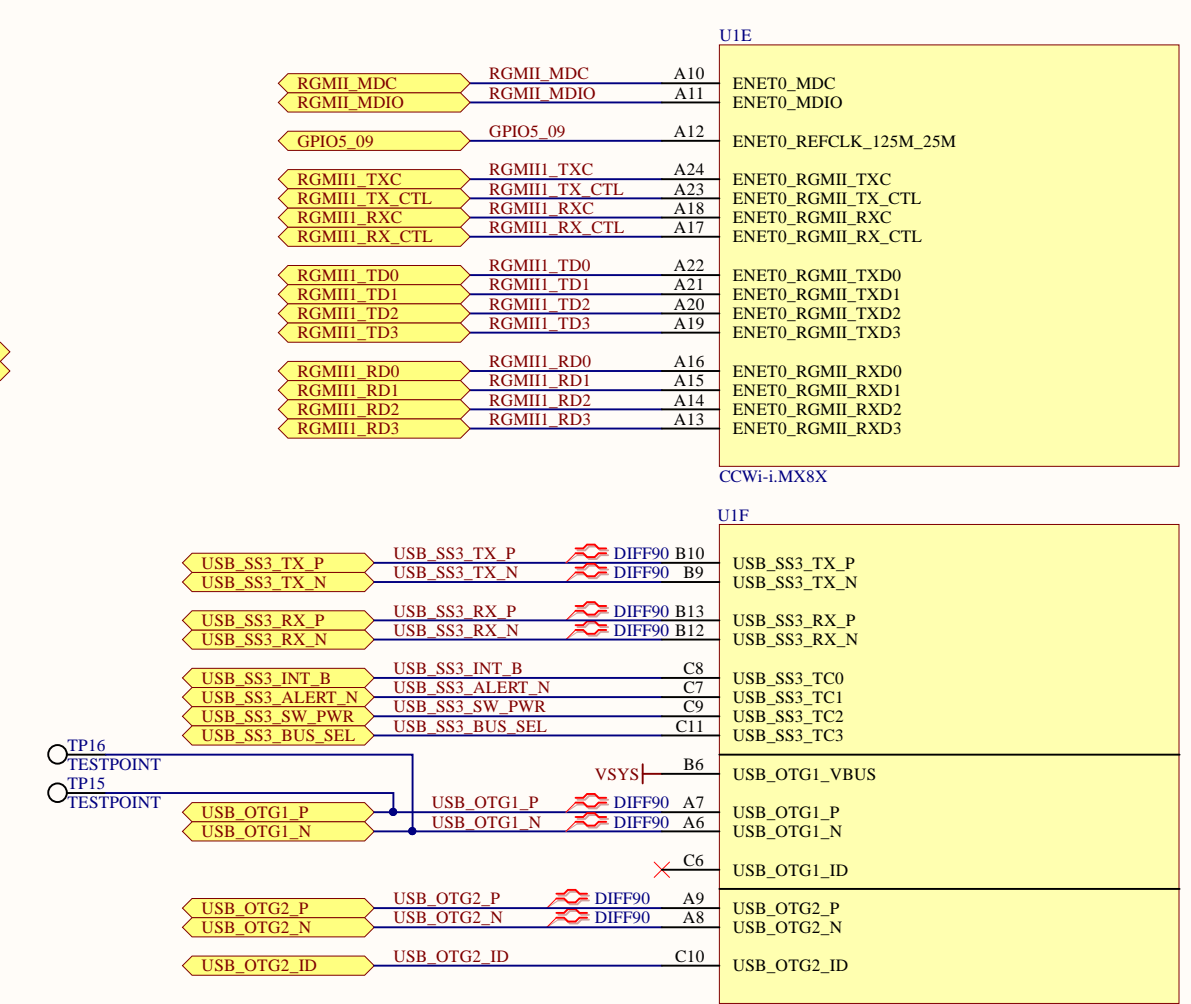 U1E
RGMII_MDC RGMII_MDC A10 ENET0_MDC
RGMII_MDIO RGMII_MDIO A11 ENET0_MDIO
GPIO5_09 GPIO5_09 A12 ENET0_REFCLK_125M_25M
RGMII1_TXC RGMII1_TXC A24 ENET0_RGMII_TXC
RGMII1_TX_CTL RGMII1_TX_CTL A23 ENET0_RGMII_TX_CTL
RGMII1_RXC RGMII1_RXC A18 ENET0_RGMII_RXC
RGMII1_RX_CTL RGMII1_RX_CTL A17 ENET0_RGMII_RX_CTL
RGMII1_TD0 RGMII1_TD0 A22 ENET0_RGMII_TXD0
RGMII1_TD1 RGMII1_TD1 A21 ENET0_RGMII_TXD1
RGMII1_TD2 RGMII1_TD2 A20 ENET0_RGMII_TXD2
RGMII1_TD3 RGMII1_TD3 A19 ENET0_RGMII_TXD3
RGMII1_RD0 RGMII1_RD0 A16 ENET0_RGMII_RXD0
RGMII1_RD1 RGMII1_RD1 A15 ENET0_RGMII_RXD1
RGMII1_RD2 RGMII1_RD2 A14 ENET0_RGMII_RXD2
RGMII1_RD3 RGMII1_RD3 A13 ENET0_RGMII_RXD3
CCWi-i.MX8X
U1F
USB_SS3_TX_P USB_SS3_TX_P DIFF90 B10 USB_SS3_TX_P
USB_SS3_TX_N USB_SS3_TX_N DIFF90 B9 USB_SS3_TX_N
USB_SS3_RX_P USB_SS3_RX_P DIFF90 B13 USB_SS3_RX_P
USB_SS3_RX_N USB_SS3_RX_N DIFF90 B12 USB_SS3_RX_N
USB_SS3_INT_B USB_SS3_INT_B C8 USB_SS3_TC0
USB_SS3_ALERT_N USB_SS3_ALERT_N C7 USB_SS3_TC1
USB_SS3_SW_PWR USB_SS3_SW_PWR C9 USB_SS3_TC2
USB_SS3_BUS_SEL USB_SS3_BUS_SEL C11 USB_SS3_TC3
TP16
TESTPOINT
VSYS B6 USB_OTG1_VBUS
TP15
TESTPOINT
USB_OTG1_P USB_OTG1_P DIFF90 A7 USB_OTG1_P
USB_OTG1_N USB_OTG1_N DIFF90 A6 USB_OTG1_N
C6 USB_OTG1_ID
USB_OTG2_P USB_OTG2_P DIFF90 A9 USB_OTG2_P
USB_OTG2_N USB_OTG2_N DIFF90 A8 USB_OTG2_N
USB_OTG2_ID USB_OTG2_ID C10 USB_OTG2_ID